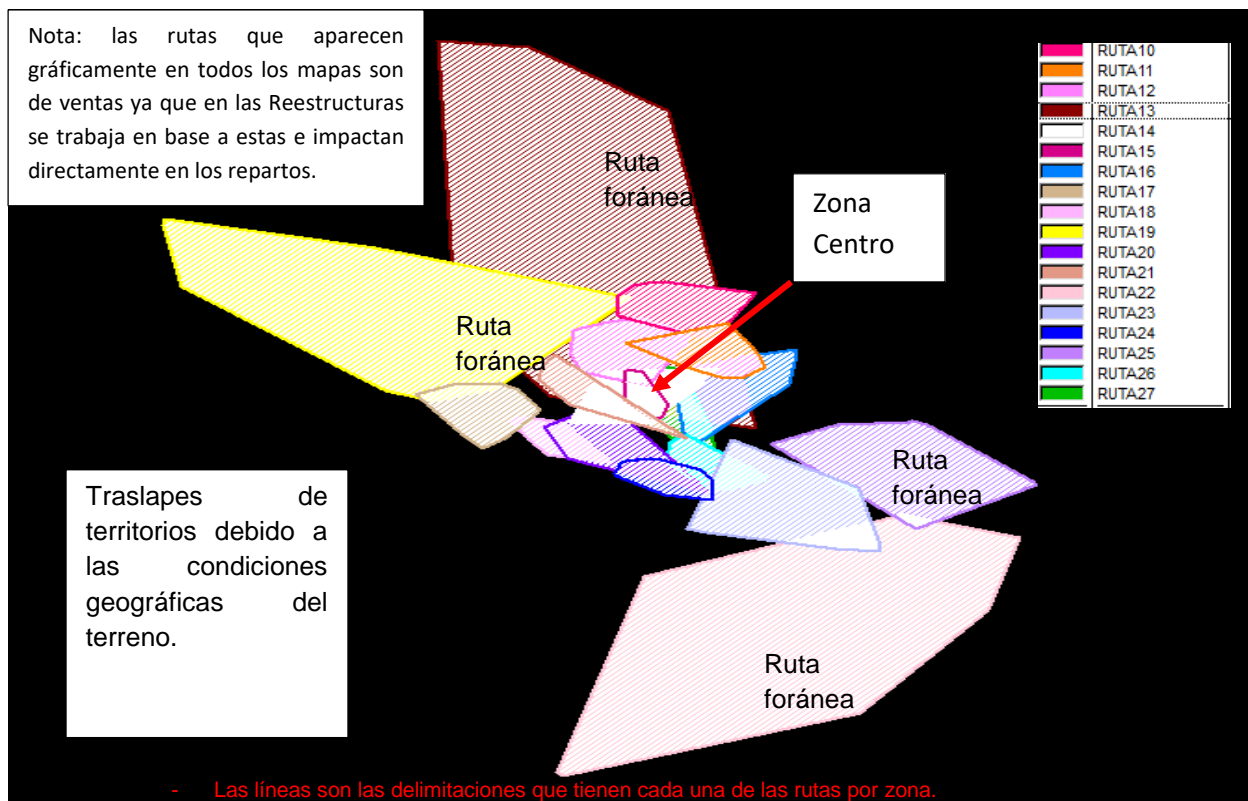 Nota: las rutas que aparecen
gráficamente en todos los mapas son
de ventas ya que en las Reestructuras
se trabaja en base a estas e impactan
directamente en los repartos.
Ruta
foránea
Zona
Centro
RUTA10
RUTA11
RUTA12
RUTA13
RUTA14
RUTA15
RUTA16
RUTA17
RUTA18
RUTA19
RUTA20
RUTA21
RUTA22
RUTA23
RUTA24
RUTA25
RUTA26
RUTA27
Ruta
foránea
Ruta
foránea
Traslapes de
territorios debido a
las condiciones
geográficas del
terreno.
Ruta
foránea
- Las líneas son las delimitaciones que tienen cada una de las rutas por zona.